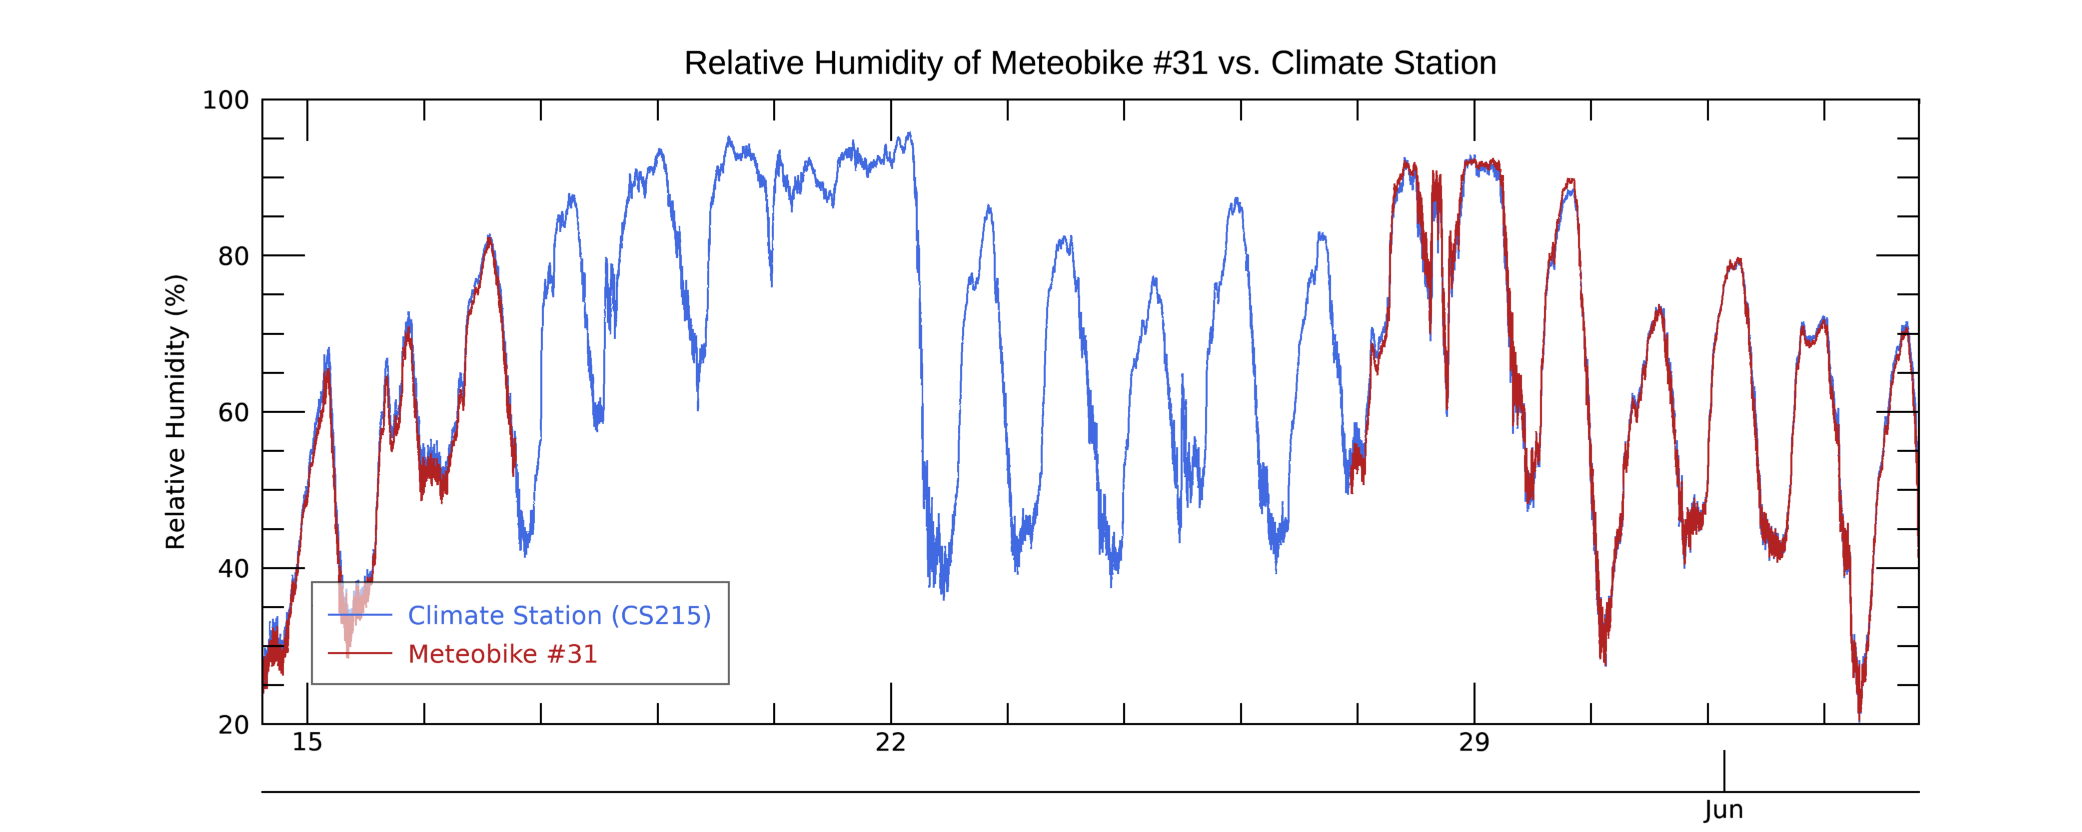 Relative Humidity of Meteobike #31 vs. Climate Station
Relative Humidity (%)
100
80
60
40
20
Climate Station (CS215)
Meteobike #31
15
22
29
Jun